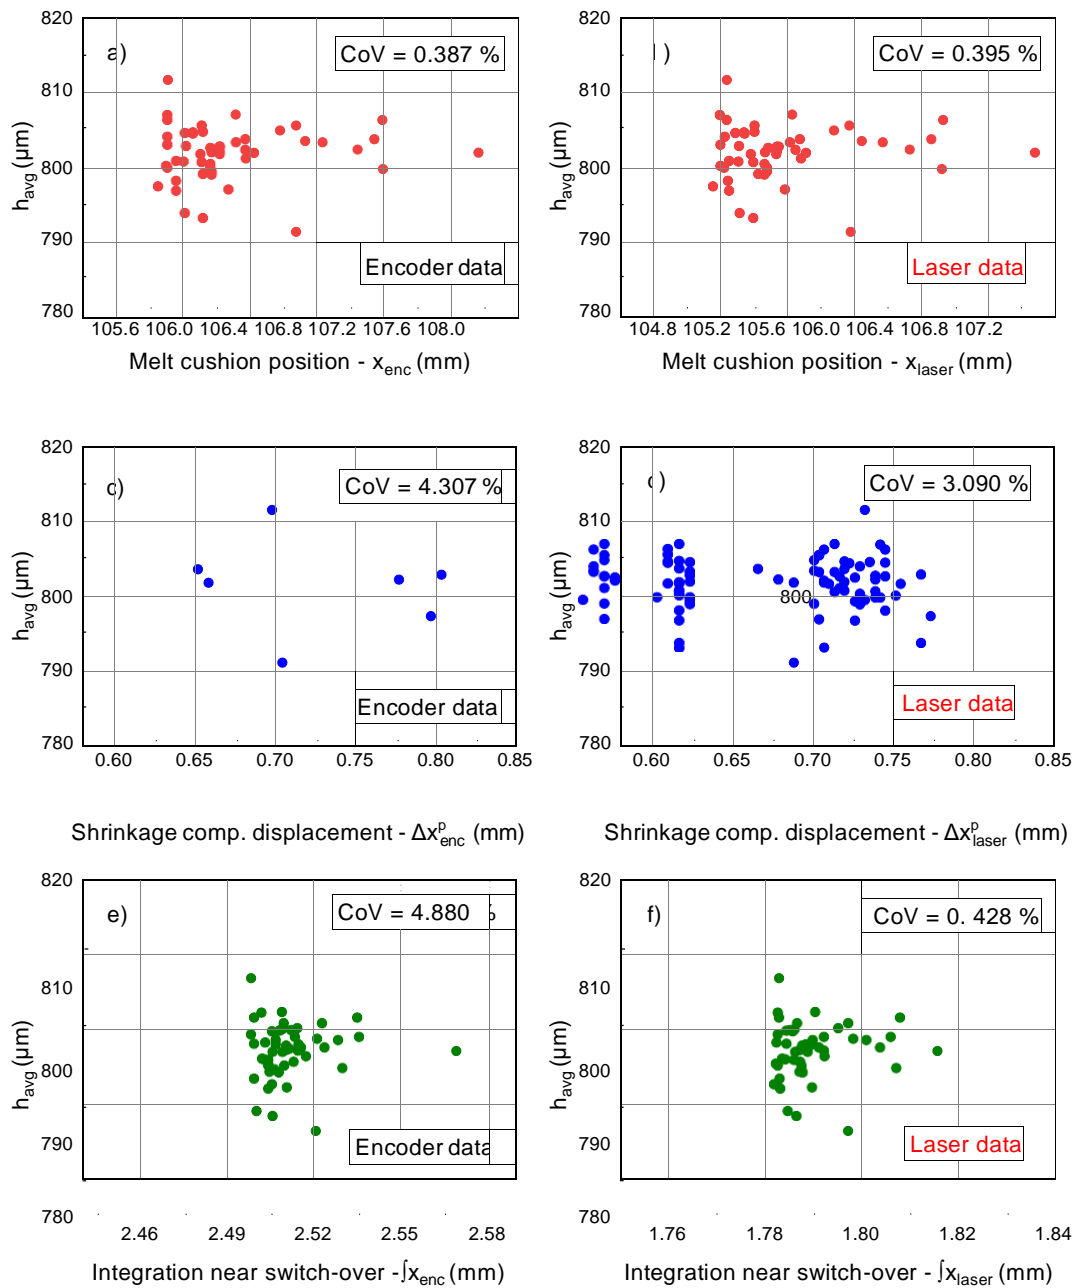 820
a)
CoV = 0.387 %
810
800
790
780
h_avg (µm)
Encoder data
105.6 106.0 106.4 106.8 107.2 107.6 108.0
Melt cushion position - x_enc (mm)
820
)
CoV = 0.395 %
810
800
790
780
h_avg (µm)
Laser data
104.8 105.2 105.6 106.0 106.4 106.8 107.2
Melt cushion position - x_laser (mm)
820
c)
CoV = 4.307 %
810
800
790
780
h_avg (µm)
Encoder data
0.60 0.65 0.70 0.75 0.80 0.85
Shrinkage comp. displacement - Δx^p_enc (mm)
820
)
CoV = 3.090 %
810
800
800
790
780
h_avg (µm)
Laser data
0.60 0.65 0.70 0.75 0.80 0.85
Shrinkage comp. displacement - Δx^p_laser (mm)
820
e)
CoV = 4.880 %
810
800
790
780
h_avg (µm)
Encoder data
2.46 2.49 2.52 2.55 2.58
Integration near switch-over -∫x_enc (mm)
820
f)
CoV = 0. 428 %
810
800
790
780
h_avg (µm)
Laser data
1.76 1.78 1.80 1.82 1.84
Integration near switch-over -∫x_laser (mm)